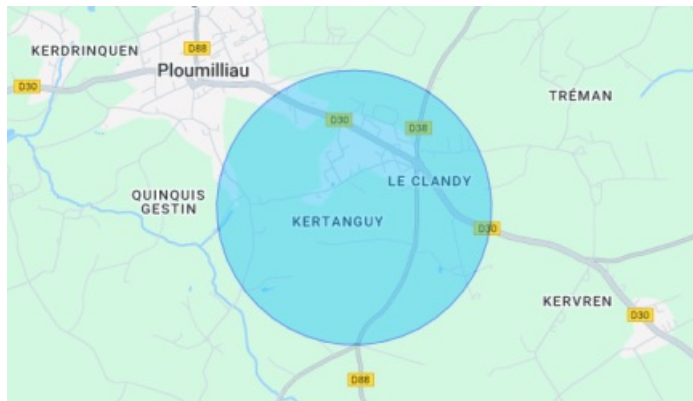 KERDRINQUEN
D88
Ploumilliau
D30
TRÉMAN
D30
D38
LE CLANDY
QUINQUIS
GESTIN
KERTANGUY
D30
KERVREN
D30
D88